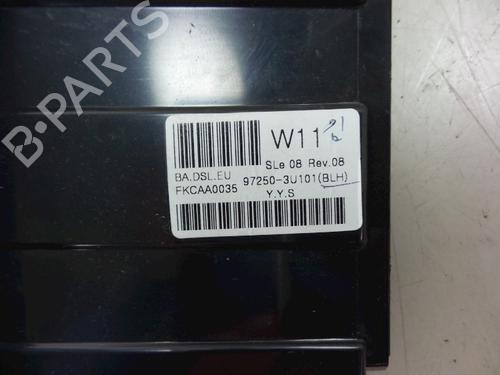 B-PARTS
W11
SLe 08 Rev.08
BA.DSL.EU
FKCAA0035 97250-3U101(BLH)
Y.Y.S